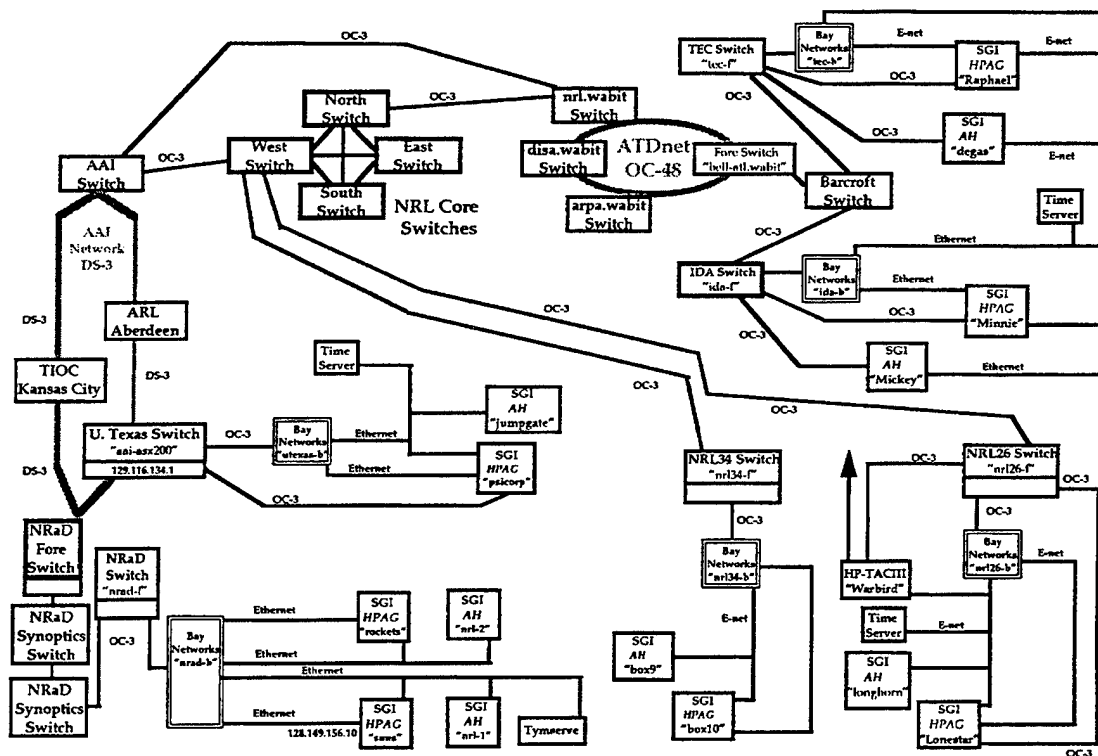 OC-3
TEC Switch
"tec-f"
Bay
Networks
"tec-b"
E-net
SGI
HPAG
"Raphael"
E-net
OC-3
OC-3
North
Switch
OC-3
nrl.wabit
Switch
SGI
AH
"degas"
OC-3
E-net
AAI
Switch
OC-3
West
Switch
East
Switch
South
Switch
NRL Core
Switches
disa.wabit
Switch
ATDnet
OC-48
Fore Switch
"bell-atl.wabit"
arpa.wabit
Switch
Barcroft
Switch
Time
Server
OC-3
Ethernet
AAI
Network
DS-3
IDA Switch
"ida-f"
Bay
Networks
"ida-b"
Ethernet
SGI
HPAG
"Minnie"
OC-3
OC-3
ARL
Aberdeen
DS-3
OC-3
TIOC
Kansas City
DS-3
Time
Server
SGI
AH
"Mickey"
Ethernet
OC-3
OC-3
SGI
AH
"jumpgate"
U. Texas Switch
"aai-asx200"
129.116.134.1
OC-3
Bay
Networks
"utexas-b"
Ethernet
Ethernet
SGI
HPAG
"psicorp"
OC-3
DS-3
NRL34 Switch
"nrl34-f"
OC-3
NRL26 Switch
"nrl26-f"
OC-3
OC-3
OC-3
Bay
Networks
"nrl34-b"
Bay
Networks
"nrl26-b"
E-net
NRaD
Fore
Switch
NRaD
Switch
"nrad-f"
HP-TACIII
"Warbird"
NRaD
Synoptics
Switch
OC-3
Bay
Networks
"nrad-b"
Ethernet
SGI
HPAG
"rockets"
SGI
AH
"nrl-2"
Ethernet
Ethernet
E-net
Time
Server
E-net
SGI
AH
"box9"
SGI
AH
"longhorn"
NRaD
Synoptics
Switch
Ethernet
128.149.156.10
SGI
HPAG
SGI
AH
"nrl-1"
Tymserve
SGI
HPAG
"box10"
SGI
HPAG
"Lonestar"
OC-3